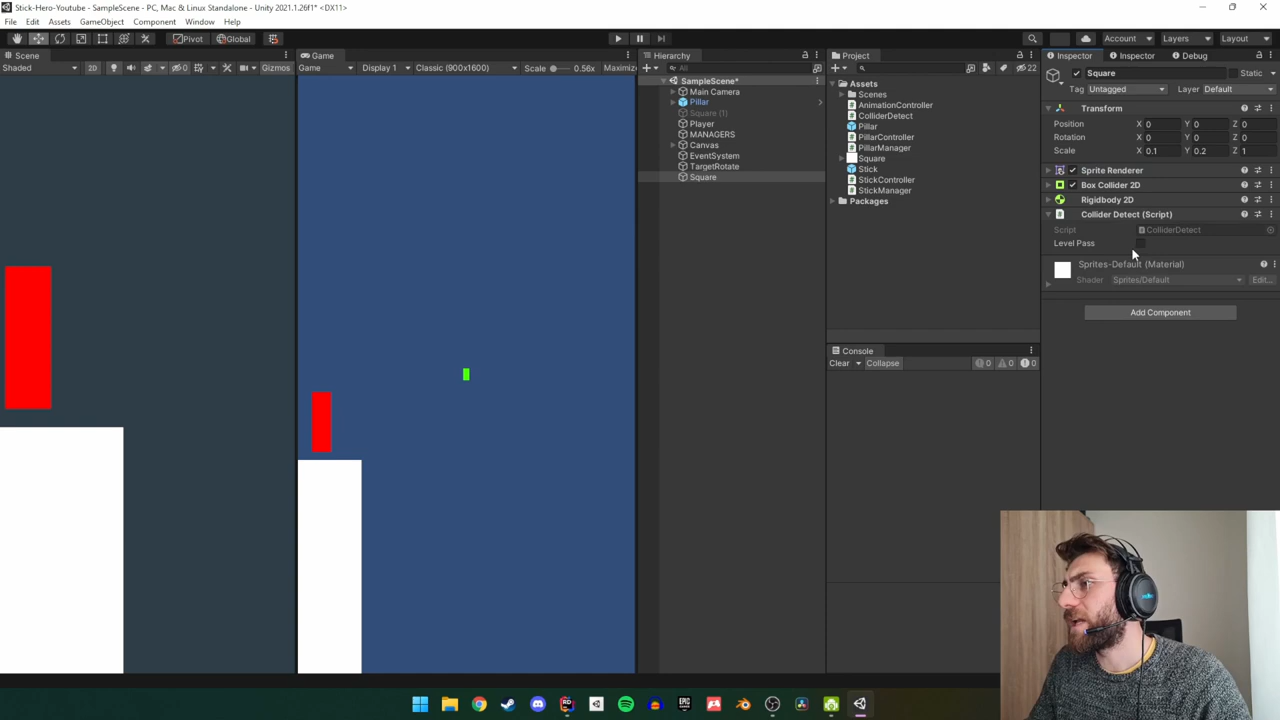 Stick-Hero-Youtube - SampleScene - PC, Mac & Linux Standalone - Unity 2021.1.26f1* <DX11>
File Edit Assets GameObject Component Window Help
Pivot Global Account Layers Layout
Scene
Shaded 2D 0 Gizmos
Game
Game Display 1 Classic (900x1600) Scale 0.56x Maximiz
Hierarchy
All
SampleScene*
Main Camera
Pillar
Square (1)
Player
MANAGERS
Canvas
EventSystem
TargetRotate
Square
Project
22
Assets
Scenes
AnimationController
ColliderDetect
Pillar
PillarController
PillarManager
Square
Stick
StickController
StickManager
Packages
Console
Clear Collapse 0 0 0
Inspector Inspector Debug
Square Static
Tag Untagged Layer Default
Transform
Position X 0 Y 0 Z 0
Rotation X 0 Y 0 Z 0
Scale X 0.1 Y 0.2 Z 1
Sprite Renderer
Box Collider 2D
Rigidbody 2D
Collider Detect (Script)
Script ColliderDetect
Level Pass
Sprites-Default (Material)
Shader Sprites/Default Edit...
Add Component